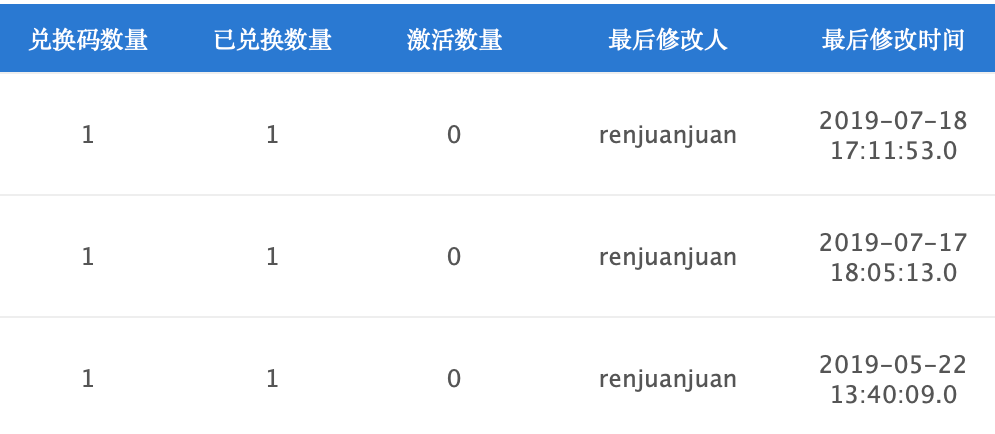 兑换码数量 已兑换数量 激活数量 最后修改人 最后修改时间
1 1 0 renjuanjuan 2019-07-18
17:11:53.0
1 1 0 renjuanjuan 2019-07-17
18:05:13.0
1 1 0 renjuanjuan 2019-05-22
13:40:09.0